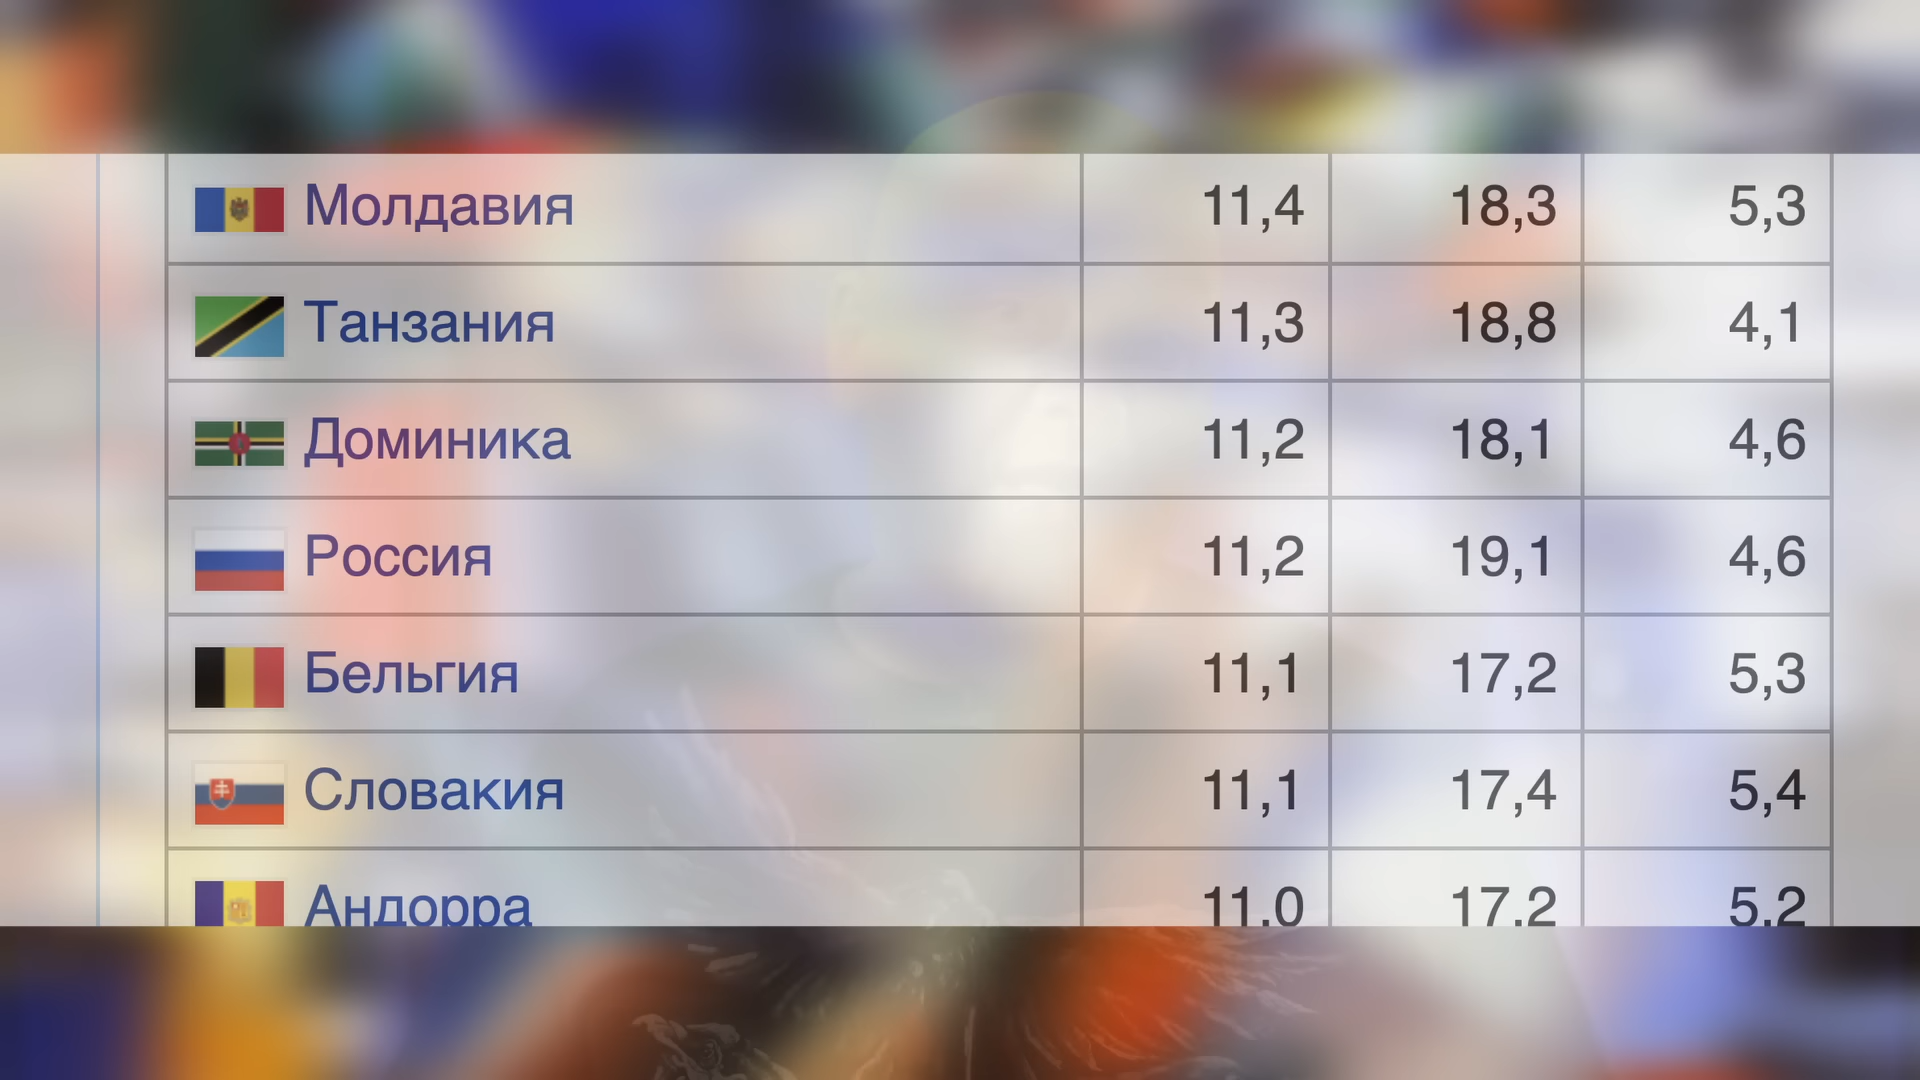 Молдавия 11,4 18,3 5,3
Танзания 11,3 18,8 4,1
Доминика 11,2 18,1 4,6
Россия 11,2 19,1 4,6
Бельгия 11,1 17,2 5,3
Словакия 11,1 17,4 5,4
Андорра 11,0 17,2 5,2